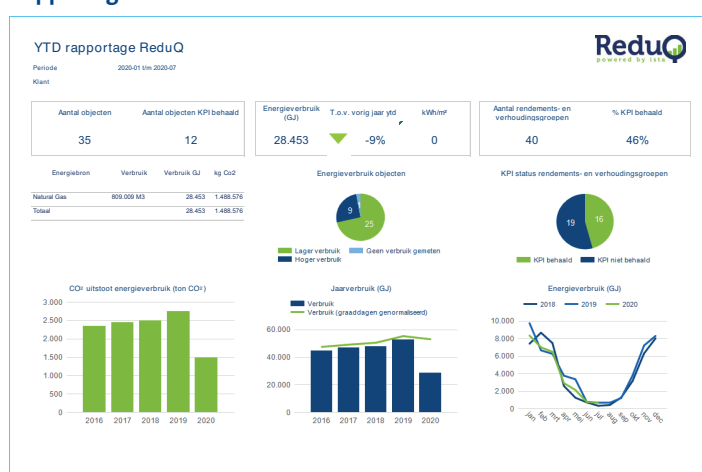 YTD rapportage ReduQ
ReduQ
powered by ista
Periode 2020-01 t/m 2020-07
Klant
Aantal objecten Aantal objecten KPI behaald
35 12
Energieverbruik (GJ) T.o.v. vorig jaar ytd kWh/m²
28.453 -9% 0
Aantal rendements- en verhoudingsgroepen % KPI behaald
40 46%
Energiebron Verbruik Verbruik GJ kg Co2
Natural Gas 809.009 M3 28.453 1.488.576
Totaal 28.453 1.488.576
Energieverbruik objecten
9
25
Lager verbruik Geen verbruik gemeten
Hoger verbruik
KPI status rendements- en verhoudingsgroepen
19 16
KPI behaald KPI niet behaald
CO² uitstoot energieverbruik (ton CO²)
3.000
2.500
2.000
1.500
1.000
500
0
2016 2017 2018 2019 2020
Jaarverbruik (GJ)
Verbruik
Verbruik (graaddagen genormaliseerd)
60.000
40.000
20.000
0
2016 2017 2018 2019 2020
Energieverbruik (GJ)
2018 2019 2020
10.000
8.000
6.000
4.000
2.000
0
jan feb mrt apr mei jun jul aug sep okt nov dec